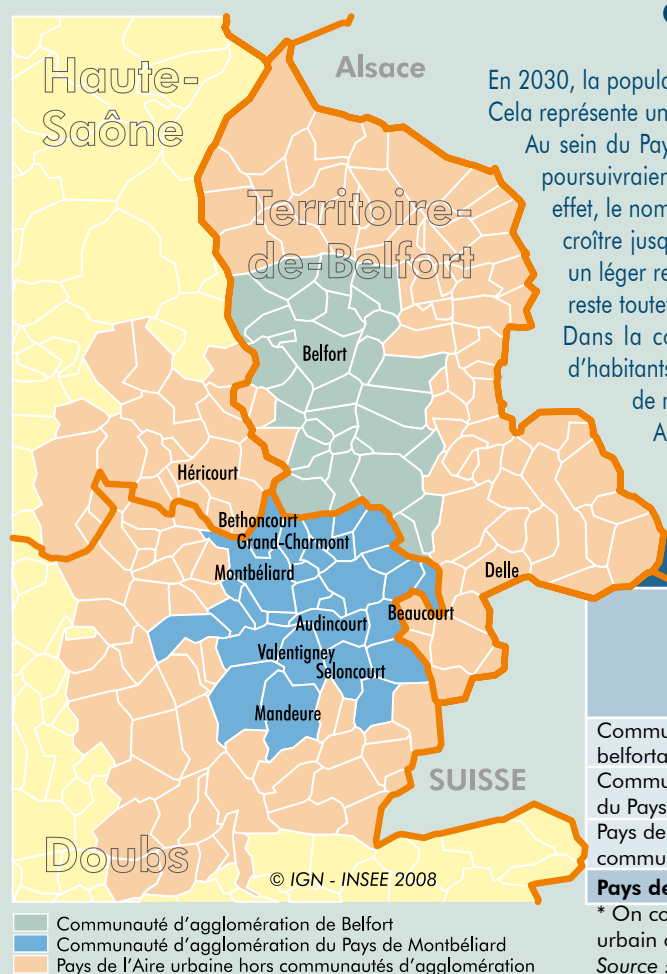 Haute-
Saône
Alsace
Territoire-
de-Belfort
Belfort
Héricourt
Bethoncourt
Grand-Charmont
Montbéliard
Delle
Beaucourt
Audincourt
Valentigney
Seloncourt
Mandeure
SUISSE
Doubs
© IGN - INSEE 2008
Communauté d'agglomération de Belfort
Communauté d'agglomération du Pays de Montbéliard
Pays de l'Aire urbaine hors communautés d'agglomération
En 2030, la popula
Cela représente un
Au sein du Pay
poursuivraien
effet, le nom
croître jusq
un léger re
reste toutef
Dans la co
d'habitants
de
A
Commu
belforta
Commu
du Pays
Pays de
commu
Pays de
* On co
urbain
Source :